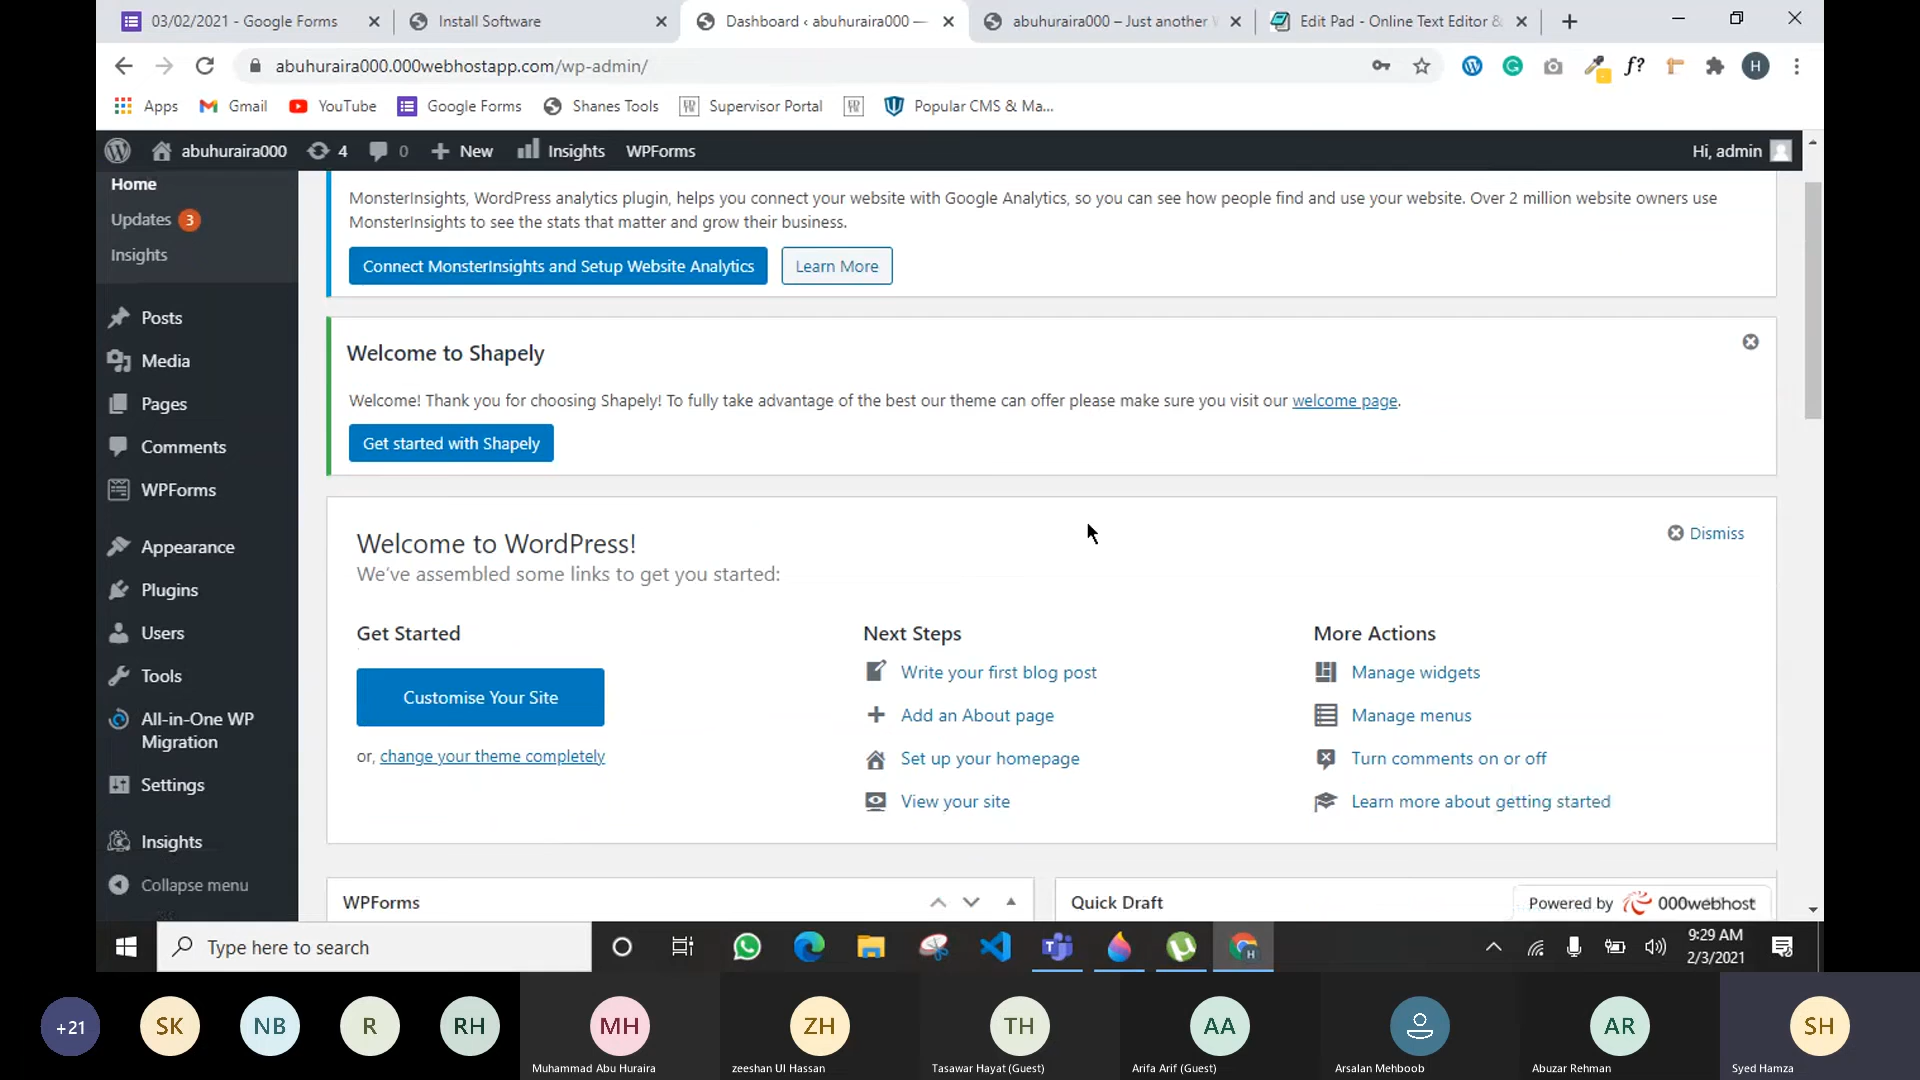 03/02/2021 - Google Forms
Install Software
Dashboard ‹ abuhuraira000 —
abuhuraira000 – Just another
Edit Pad - Online Text Editor &
abuhuraira000.000webhostapp.com/wp-admin/
f?
H
Apps
Gmail
YouTube
Google Forms
Shanes Tools
Supervisor Portal
Popular CMS & Ma...
abuhuraira000
4
0
New
Insights
WPForms
Hi, admin
Home
Updates 3
Insights
Posts
Media
Pages
Comments
WPForms
Appearance
Plugins
Users
Tools
All-in-One WP
Migration
Settings
Insights
Collapse menu
MonsterInsights, WordPress analytics plugin, helps you connect your website with Google Analytics, so you can see how people find and use your website. Over 2 million website owners use
MonsterInsights to see the stats that matter and grow their business.
Connect MonsterInsights and Setup Website Analytics
Learn More
Welcome to Shapely
Welcome! Thank you for choosing Shapely! To fully take advantage of the best our theme can offer please make sure you visit our welcome page.
Get started with Shapely
Welcome to WordPress!
Dismiss
We've assembled some links to get you started:
Get Started
Customise Your Site
or, change your theme completely
Next Steps
Write your first blog post
Add an About page
Set up your homepage
View your site
More Actions
Manage widgets
Manage menus
Turn comments on or off
Learn more about getting started
WPForms
Quick Draft
Powered by 000webhost
Type here to search
H
9:29 AM
2/3/2021
+21
SK
NB
R
RH
MH
Muhammad Abu Huraira
ZH
zeeshan Ul Hassan
TH
Tasawar Hayat (Guest)
AA
Arifa Arif (Guest)
Arsalan Mehboob
AR
Abuzar Rehman
SH
Syed Hamza